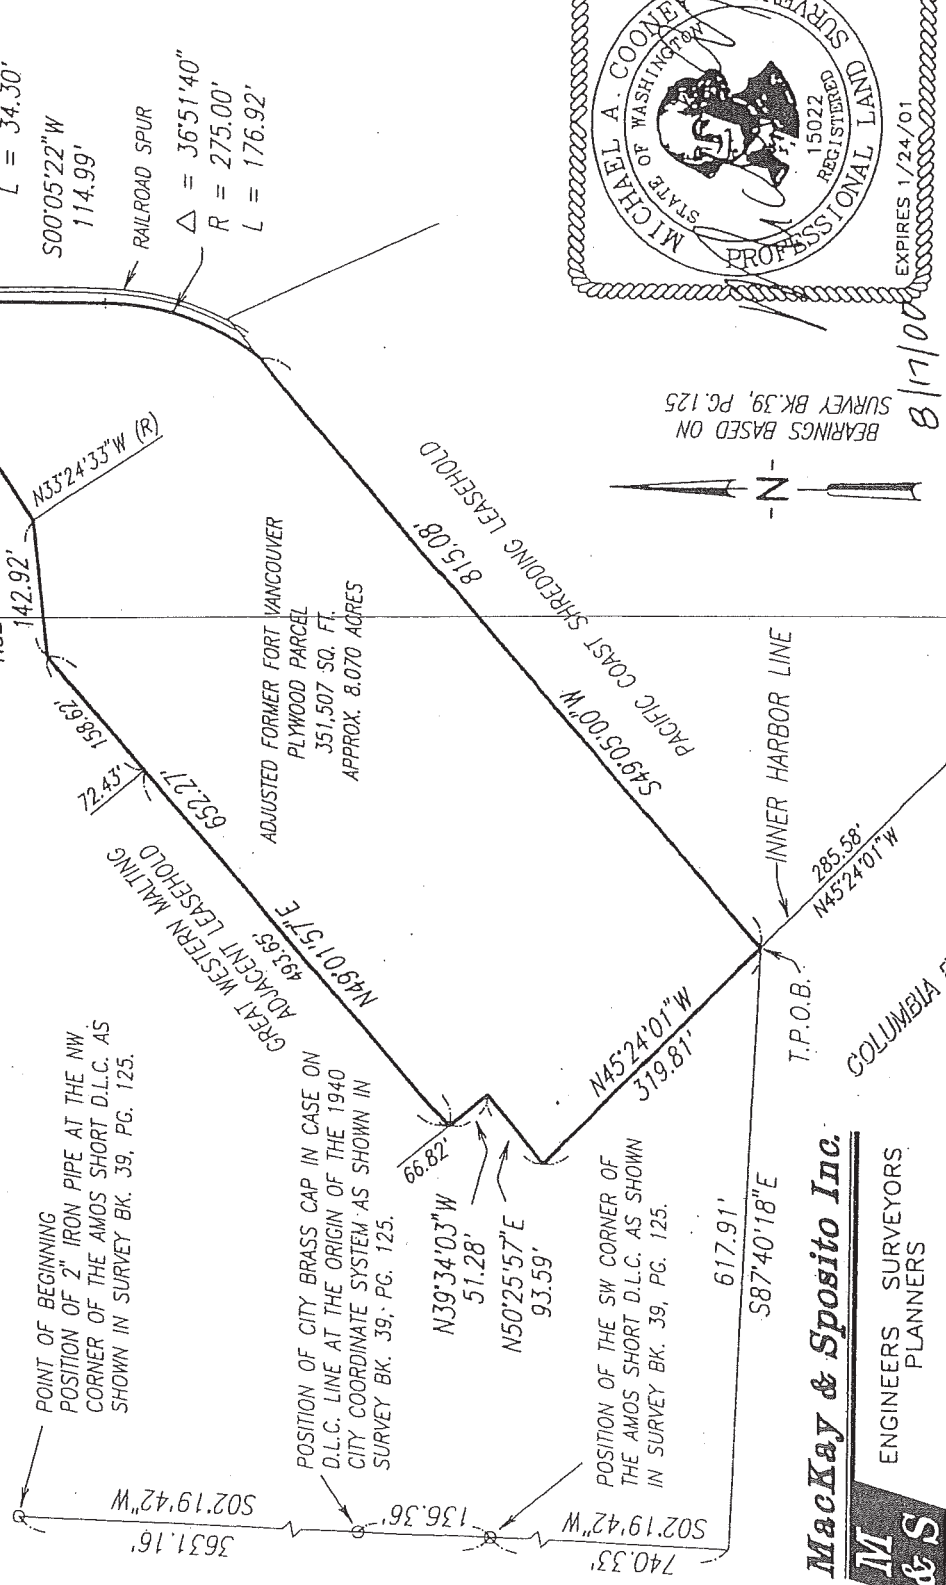 POINT OF BEGINNING
POSITION OF 2" IRON PIPE AT THE NW
CORNER OF THE AMOS SHORT D.L.C. AS
SHOWN IN SURVEY BK. 39, PG. 125.
POSITION OF CITY BRASS CAP IN CASE ON
D.L.C. LINE AT THE ORIGIN OF THE 1940
CITY COORDINATE SYSTEM AS SHOWN IN
SURVEY BK. 39, PG. 125.
POSITION OF THE SW CORNER OF
THE AMOS SHORT D.L.C. AS SHOWN
IN SURVEY BK. 39, PG. 125.
S02°19'42"W
3631.16'
136.36'
S02°19'42"W
740.33'
617.91'
S87°40'18"E
N39°34'03"W
51.28'
N50°25'57"E
93.59'
66.82'
N45°24'01"W
319.81'
T.P.O.B.
INNER HARBOR LINE
285.58'
N45°24'01"W
COLUMBIA
GREAT WESTERN MALTING
ADJACENT LEASEHOLD
493.65'
N49°01'57"E
652.27'
72.43'
158.62'
142.92'
N33°24'33"W (R)
ADJUSTED FORMER FORT VANCOUVER
PLYWOOD PARCEL
351,507 SQ. FT.
APPROX. 8.070 ACRES
S49°05'00"W
815.08'
PACIFIC COAST SHREDDING LEASEHOLD
L = 34.30'
S00°05'22"W
114.99'
RAILROAD SPUR
Δ = 36°51'40"
R = 275.00'
L = 176.92'
-N-
BEARINGS BASED ON
SURVEY BK.39, PG.125
MICHAEL A. COONEY
STATE OF WASHINGTON
15022
REGISTERED
PROFESSIONAL LAND SURVEYOR
EXPIRES 1/24/01
8/17/00
MacKay & Sposito Inc.
M
& S
ENGINEERS SURVEYORS
PLANNERS